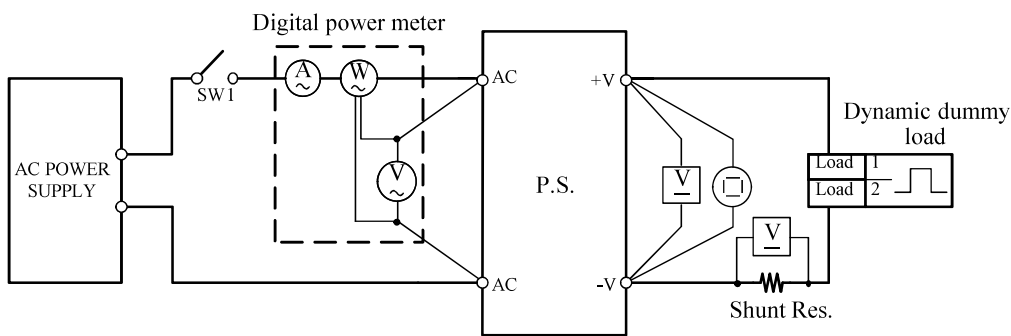 Digital power meter
A
W
SW1
AC
+V
Dynamic dummy
load
AC POWER
SUPPLY
V
P.S.
V
Load 1
Load 2
V
AC
-V
Shunt Res.